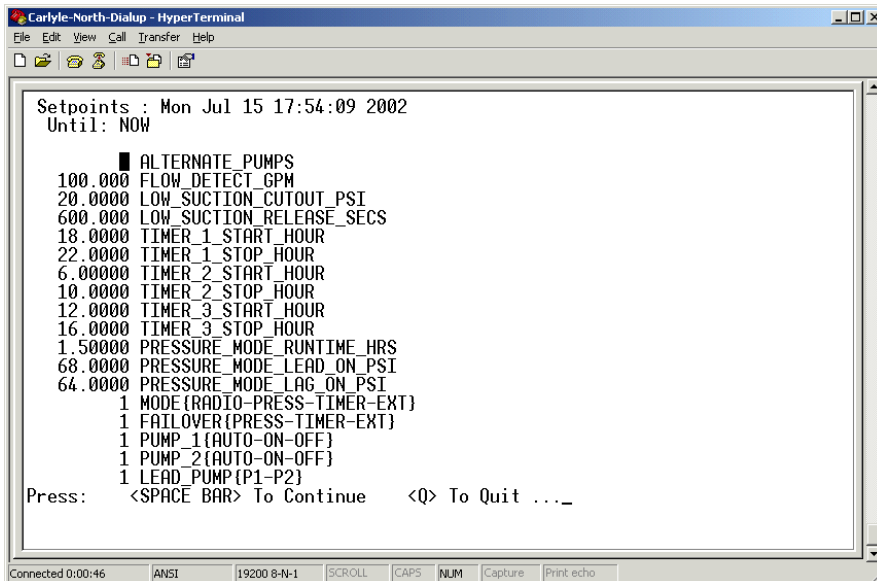 Carlyle-North-Dialup - HyperTerminal
File Edit View Call Transfer Help
Setpoints : Mon Jul 15 17:54:09 2002
Until: NOW
ALTERNATE_PUMPS
100.000 FLOW_DETECT_GPM
20.0000 LOW_SUCTION_CUTOUT_PSI
600.000 LOW_SUCTION_RELEASE_SECS
18.0000 TIMER_1_START_HOUR
22.0000 TIMER_1_STOP_HOUR
6.00000 TIMER_2_START_HOUR
10.0000 TIMER_2_STOP_HOUR
12.0000 TIMER_3_START_HOUR
16.0000 TIMER_3_STOP_HOUR
1.50000 PRESSURE_MODE_RUNTIME_HRS
68.0000 PRESSURE_MODE_LEAD_ON_PSI
64.0000 PRESSURE_MODE_LAG_ON_PSI
1 MODE{RADIO-PRESS-TIMER-EXT}
1 FAILOVER{PRESS-TIMER-EXT}
1 PUMP_1{AUTO-ON-OFF}
1 PUMP_2{AUTO-ON-OFF}
1 LEAD_PUMP{P1-P2}
Press: <SPACE BAR> To Continue <Q> To Quit ..._
Connected 0:00:46 ANSI 19200 8-N-1 SCROLL CAPS NUM Capture Print echo